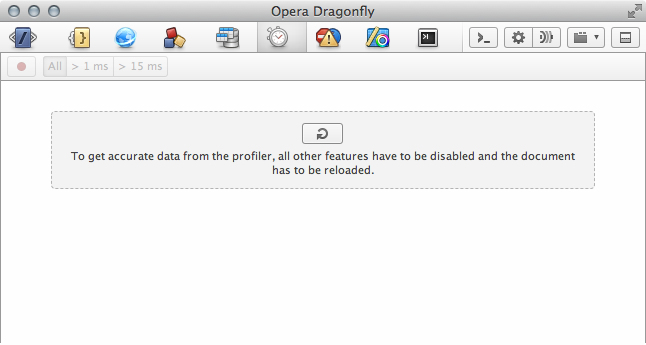 Opera Dragonfly
All > 1 ms > 15 ms
To get accurate data from the profiler, all other features have to be disabled and the document
has to be reloaded.